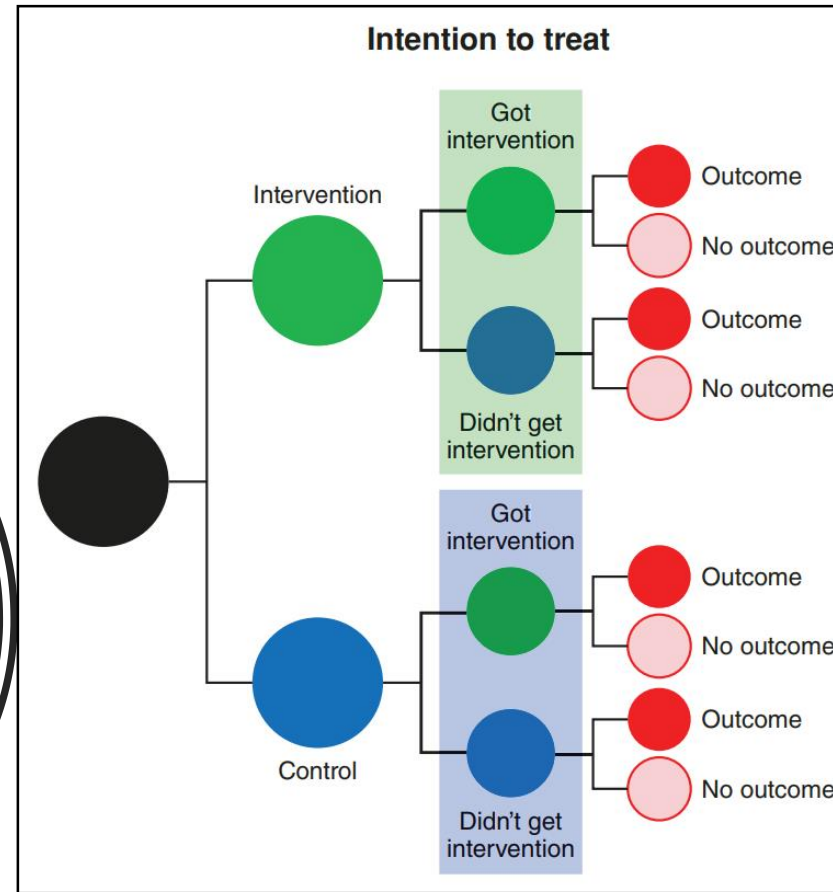 Intention to treat
Got
intervention
Intervention
Outcome
No outcome
Outcome
No outcome
Didn't get
intervention
Got
intervention
Outcome
No outcome
Control
Outcome
No outcome
Didn't get
intervention